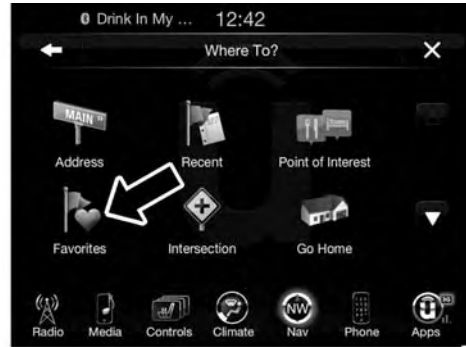 Drink In My ... 12:42
Where To?
MAIN
Address Recent Point of Interest
Favorites Intersection Go Home
NW
Radio Media Controls Climate Nav Phone Apps